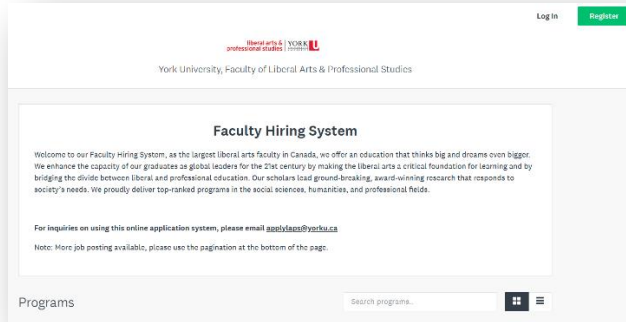 Log In Register
liberal arts & YORK U
professional studies
York University, Faculty of Liberal Arts & Professional Studies
Faculty Hiring System
Welcome to our Faculty Hiring System, as the largest liberal arts faculty in Canada, we offer an education that thinks big and dreams even bigger.
We enhance the capacity of our graduates as global leaders for the 21st century by making the liberal arts a critical foundation for learning and by
bridging the divide between liberal and professional education. Our scholars lead ground-breaking, award-winning research that responds to
society's needs. We proudly deliver top-ranked programs in the social sciences, humanities, and professional fields.
For inquiries on using this online application system, please email applylaps@yorku.ca
Note: More job posting available, please use the pagination at the bottom of the page.
Programs
Search programs..